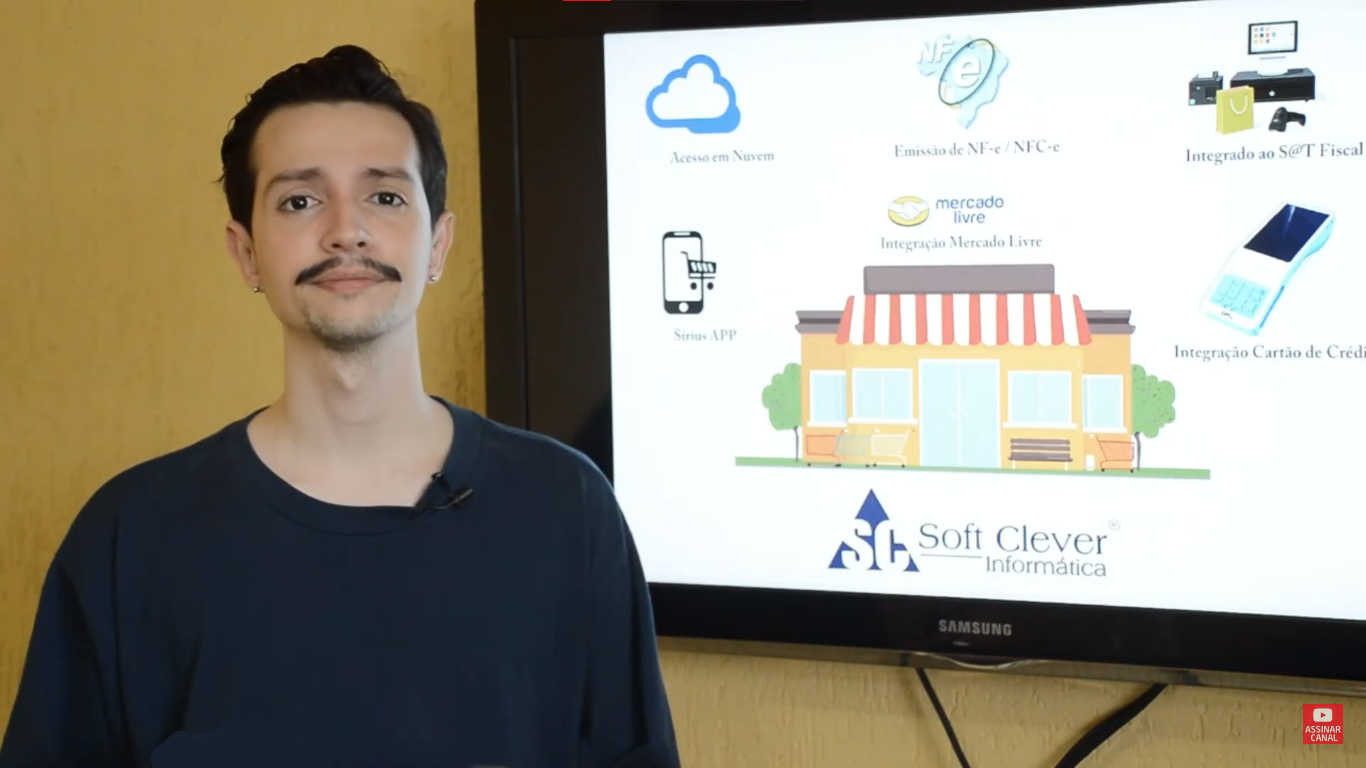 NF
e
Acesso em Nuvem
Emissão de NF-e / NFC-e
Integrado ao S@T Fiscal
mercado
livre
Integração Mercado Livre
Sirius APP
Integração Cartão de Crédi
SC Soft Clever®
Informática
SAMSUNG
ASSINAR
CANAL